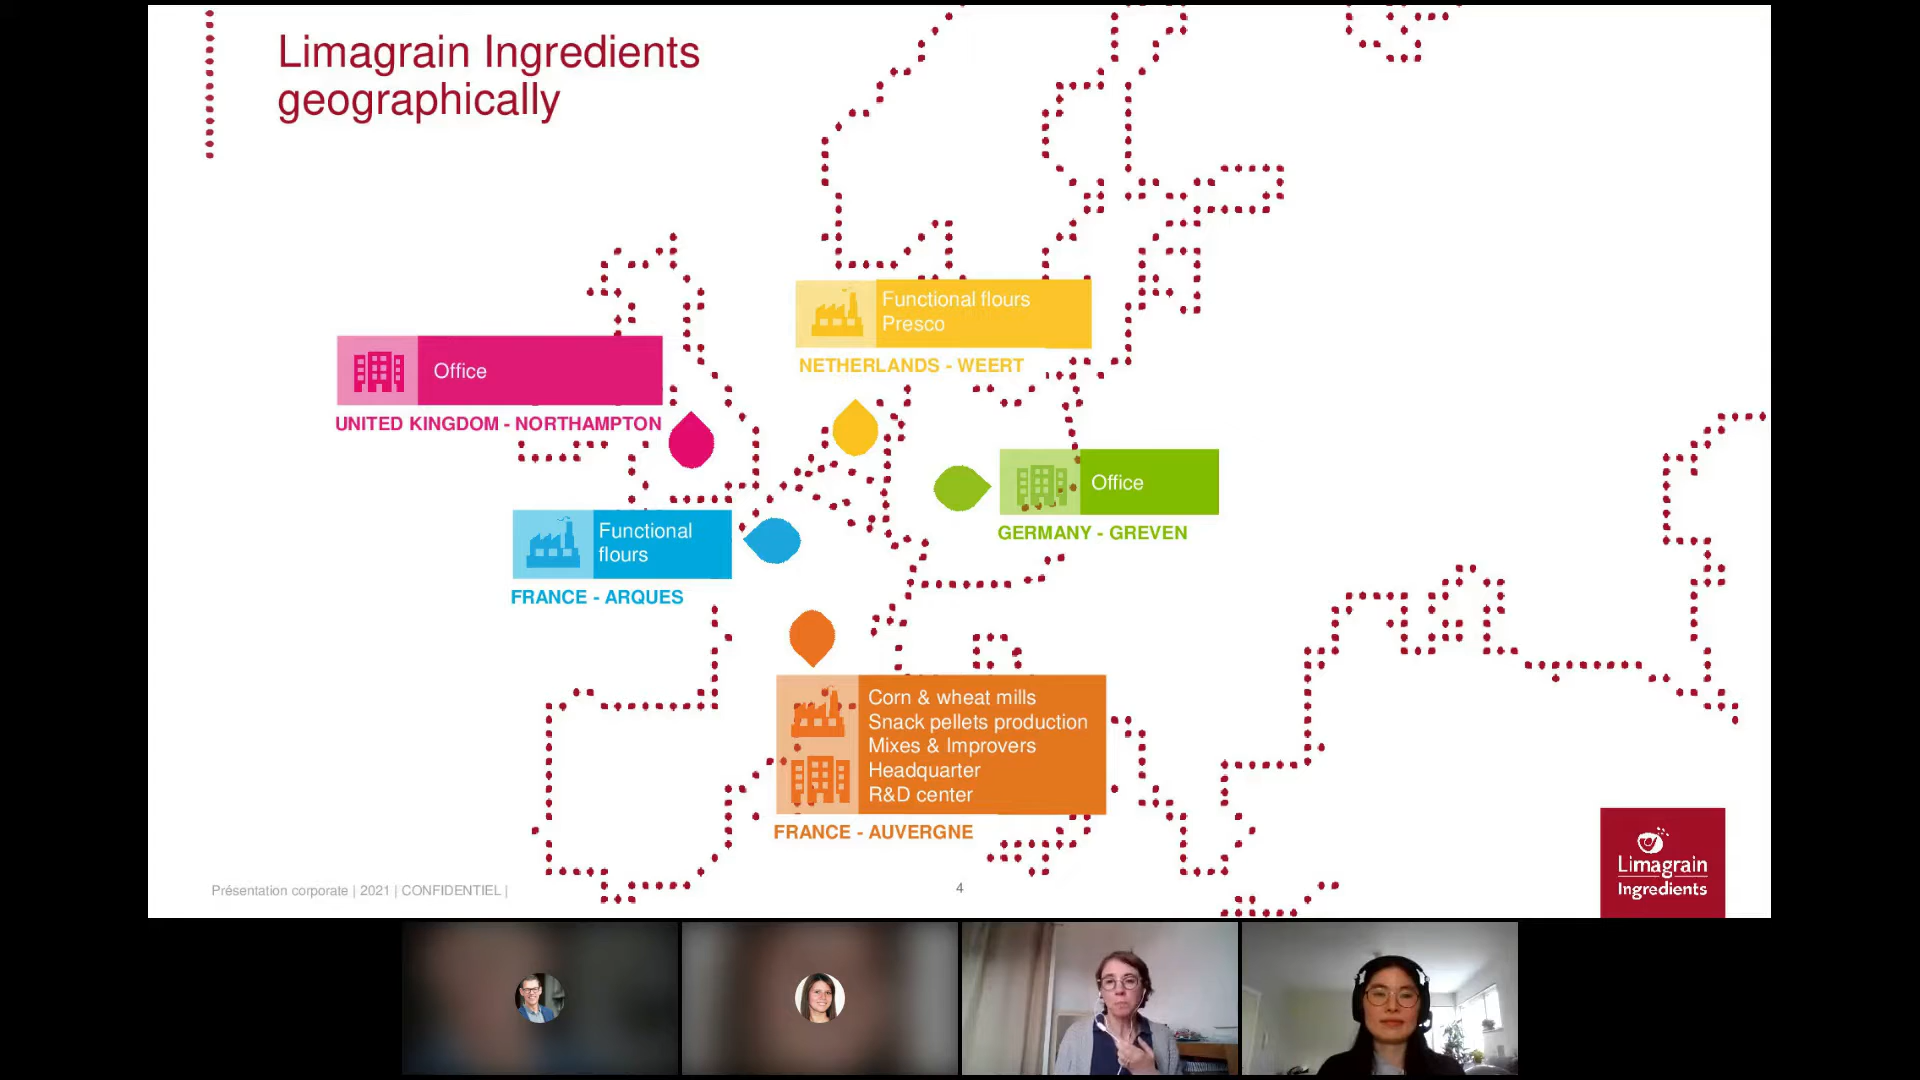 Limagrain Ingredients
geographically
Functional flours
Presco
NETHERLANDS - WEERT
Office
UNITED KINGDOM - NORTHAMPTON
Office
GERMANY - GREVEN
Functional
flours
FRANCE - ARQUES
Corn & wheat mills
Snack pellets production
Mixes & Improvers
Headquarter
R&D center
FRANCE - AUVERGNE
Présentation corporate | 2021 | CONFIDENTIEL |
4
Limagrain
Ingredients